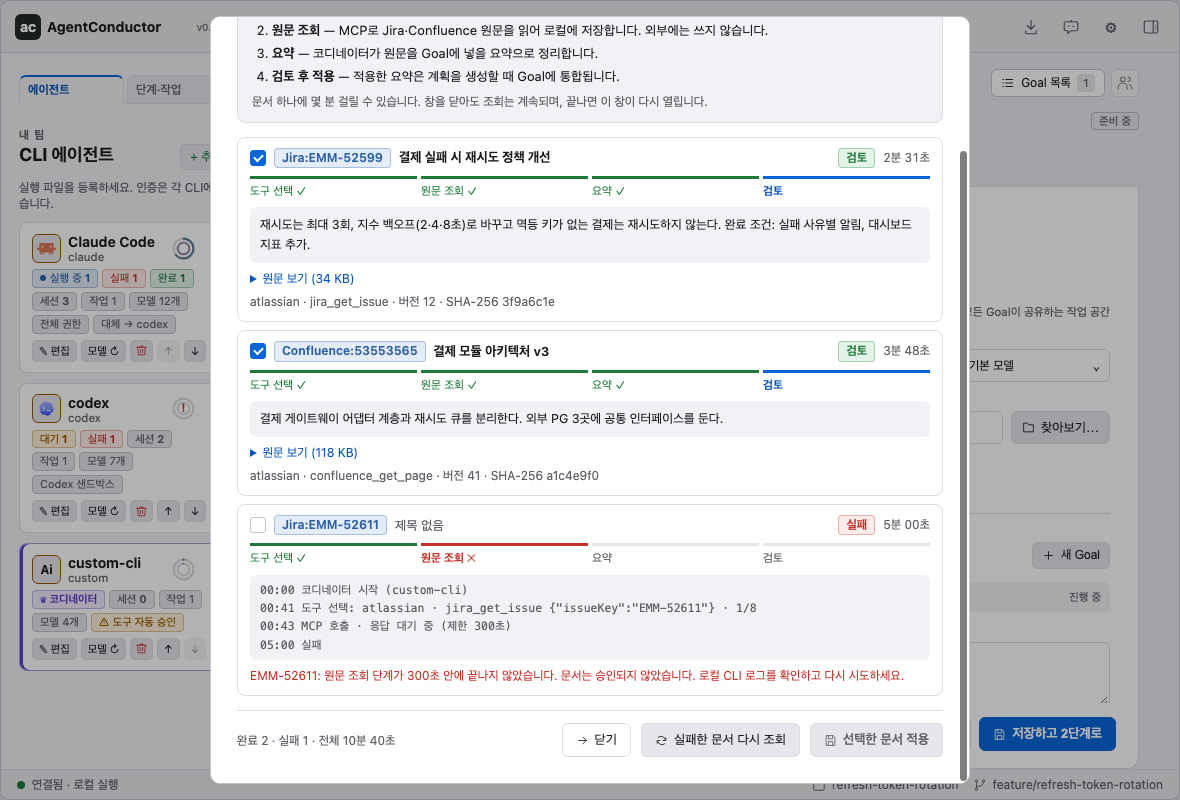 ac AgentConductor v0.
에이전트
단계·작업
내 팀
CLI 에이전트
+ 추
실행 파일을 등록하세요. 인증은 각 CLI에
습니다.
Claude Code
claude
실행 중 1 실패 1 완료 1
세션 3 작업 1 모델 12개
전체 권한 대체 → codex
✎ 편집 모델 ↻ ↑ ↓
codex
codex
대기 1 실패 1 세션 2
작업 1 모델 7개
Codex 샌드박스
✎ 편집 모델 ↻ ↑ ↓
Ai custom-cli
custom
♛ 코디네이터 세션 0 작업 1
모델 4개 ⚠ 도구 자동 승인
✎ 편집 모델 ↻ ↑ ↓
연결됨 · 로컬 실행
2. 원문 조회 — MCP로 Jira·Confluence 원문을 읽어 로컬에 저장합니다. 외부에는 쓰지 않습니다.
3. 요약 — 코디네이터가 원문을 Goal에 넣을 요약으로 정리합니다.
4. 검토 후 적용 — 적용한 요약은 계획을 생성할 때 Goal에 통합됩니다.
문서 하나에 몇 분 걸릴 수 있습니다. 창을 닫아도 조회는 계속되며, 끝나면 이 창이 다시 열립니다.
Jira:EMM-52599 결제 실패 시 재시도 정책 개선 검토 2분 31초
도구 선택 ✓ 원문 조회 ✓ 요약 ✓ 검토
재시도는 최대 3회, 지수 백오프(2·4·8초)로 바꾸고 멱등 키가 없는 결제는 재시도하지 않는다. 완료 조건: 실패 사유별 알림, 대시보드
지표 추가.
▶ 원문 보기 (34 KB)
atlassian · jira_get_issue · 버전 12 · SHA-256 3f9a6c1e
Confluence:53553565 결제 모듈 아키텍처 v3 검토 3분 48초
도구 선택 ✓ 원문 조회 ✓ 요약 ✓ 검토
결제 게이트웨이 어댑터 계층과 재시도 큐를 분리한다. 외부 PG 3곳에 공통 인터페이스를 둔다.
▶ 원문 보기 (118 KB)
atlassian · confluence_get_page · 버전 41 · SHA-256 a1c4e9f0
Jira:EMM-52611 제목 없음 실패 5분 00초
도구 선택 ✓ 원문 조회 ✕ 요약 검토
00:00 코디네이터 시작 (custom-cli)
00:41 도구 선택: atlassian · jira_get_issue {"issueKey":"EMM-52611"} · 1/8
00:43 MCP 호출 · 응답 대기 중 (제한 300초)
05:00 실패
EMM-52611: 원문 조회 단계가 300초 안에 끝나지 않았습니다. 문서는 승인되지 않았습니다. 로컬 CLI 로그를 확인하고 다시 시도하세요.
완료 2 · 실패 1 · 전체 10분 40초
→ 닫기
실패한 문서 다시 조회
선택한 문서 적용
Goal 목록 1
준비 중
Goal이 공유하는 작업 공간
기본 모델
찾아보기...
+ 새 Goal
진행 중
저장하고 2단계로
refresh-token-rotation
feature/refresh-token-rotation